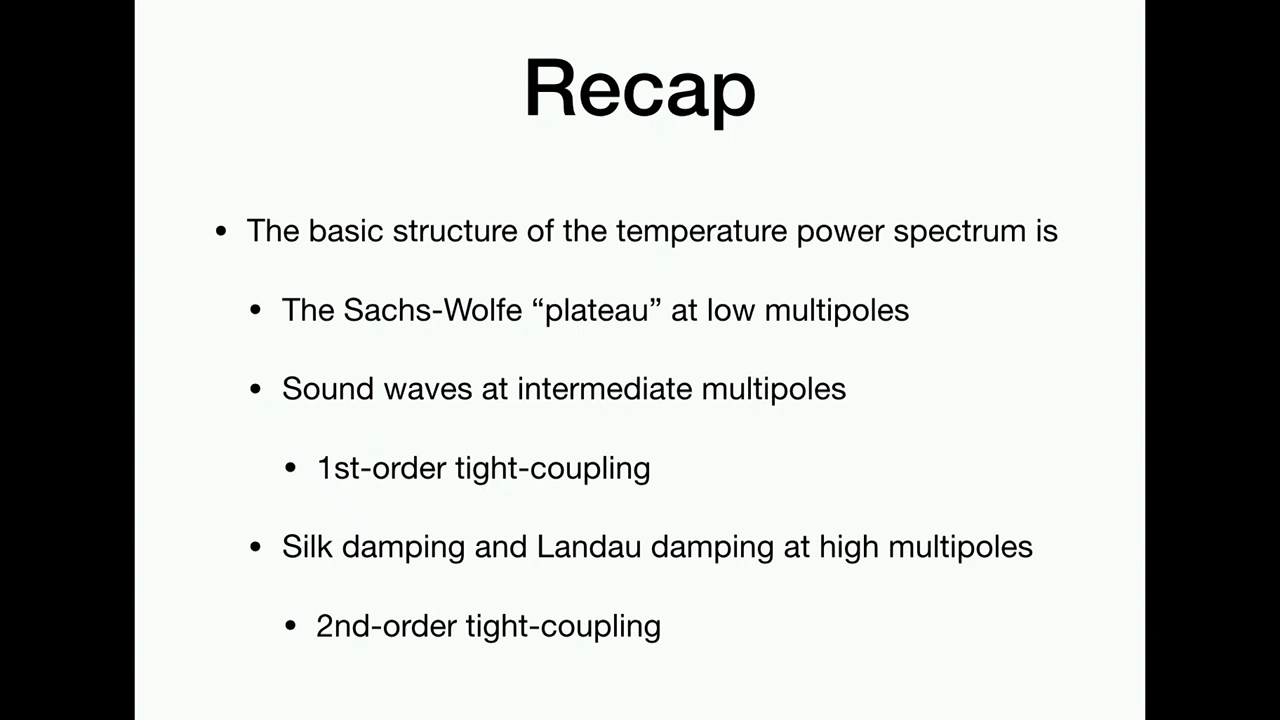 Recap
• The basic structure of the temperature power spectrum is
• The Sachs-Wolfe “plateau” at low multipoles
• Sound waves at intermediate multipoles
• 1st-order tight-coupling
• Silk damping and Landau damping at high multipoles
• 2nd-order tight-coupling